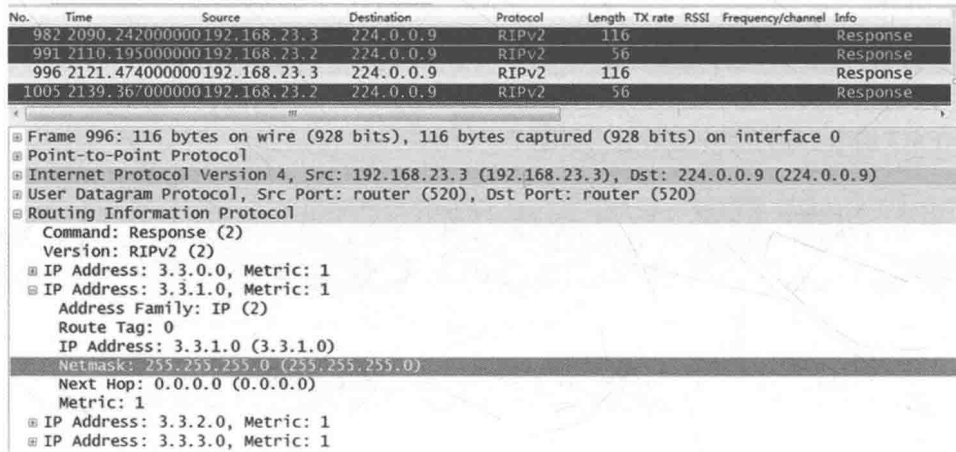 No. Time Source Destination Protocol Length TX rate RSSI Frequency/channel Info
982 2090.242000000 192.168.23.3 224.0.0.9 RIPv2 116 Response
991 2110.195000000 192.168.23.2 224.0.0.9 RIPv2 56 Response
996 2121.474000000 192.168.23.3 224.0.0.9 RIPv2 116 Response
1005 2139.367000000 192.168.23.2 224.0.0.9 RIPv2 56 Response
Frame 996: 116 bytes on wire (928 bits), 116 bytes captured (928 bits) on interface 0
Point-to-Point Protocol
Internet Protocol Version 4, Src: 192.168.23.3 (192.168.23.3), Dst: 224.0.0.9 (224.0.0.9)
User Datagram Protocol, Src Port: router (520), Dst Port: router (520)
Routing Information Protocol
Command: Response (2)
Version: RIPv2 (2)
IP Address: 3.3.0.0, Metric: 1
IP Address: 3.3.1.0, Metric: 1
Address Family: IP (2)
Route Tag: 0
IP Address: 3.3.1.0 (3.3.1.0)
Netmask: 255.255.255.0 (255.255.255.0)
Next Hop: 0.0.0.0 (0.0.0.0)
Metric: 1
IP Address: 3.3.2.0, Metric: 1
IP Address: 3.3.3.0, Metric: 1